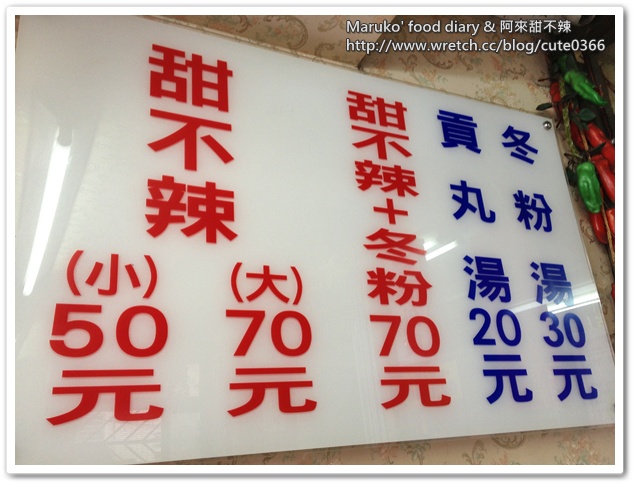 Maruko' food diary & 阿來甜不辣
http://www.wretch.cc/blog/cute0366
甜不辣
(小)
50
元
(大)
70
元
甜不辣+冬粉
70
元
貢丸湯
20
元
冬粉湯
30
元